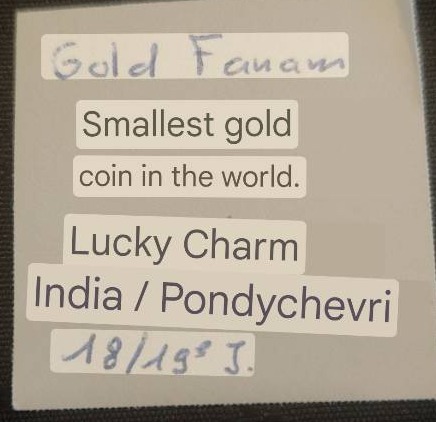 Gold Fanam
Smallest gold
coin in the world.
Lucky Charm
India / Pondychevri
18/19e J.